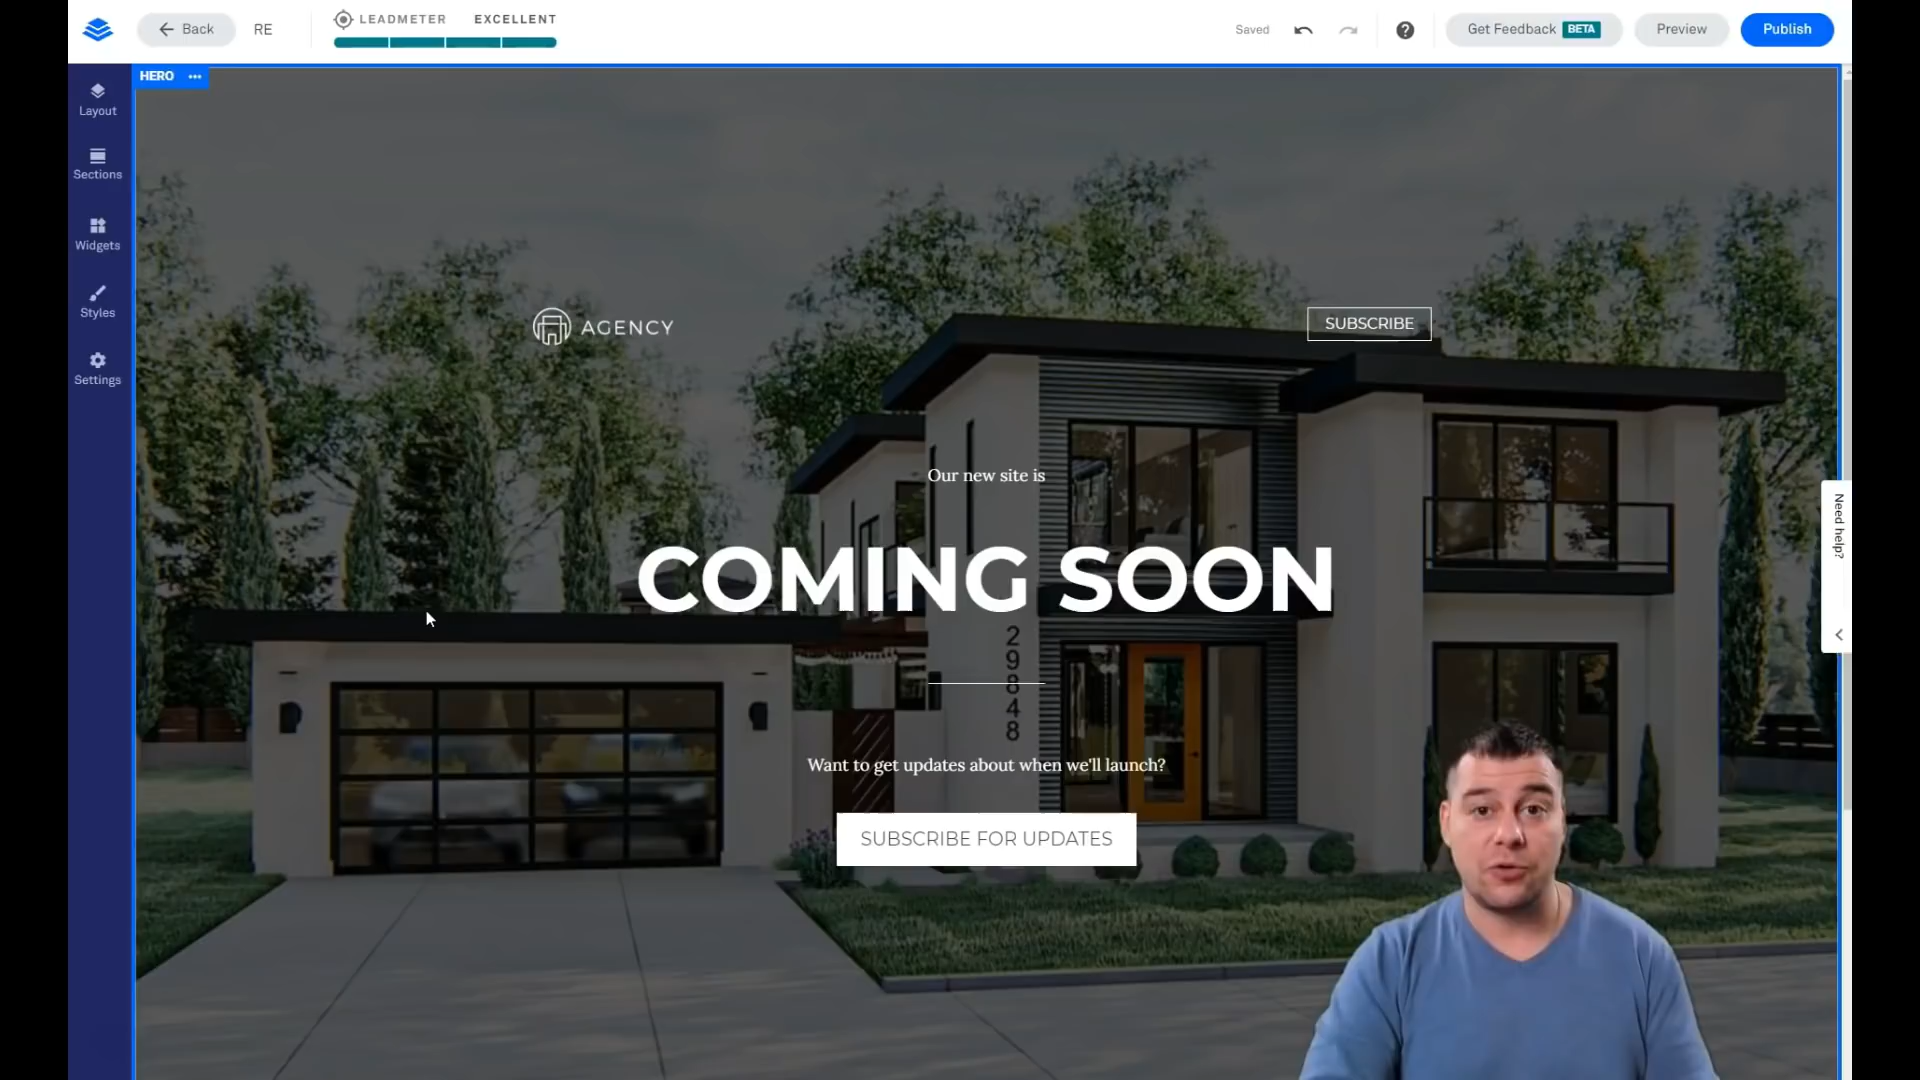 Back
RE
LEADMETER EXCELLENT
Saved
?
Get Feedback BETA
Preview
Publish
HERO ...
Layout
Sections
Widgets
Styles
Settings
AGENCY
SUBSCRIBE
Our new site is
COMING SOON
2
9
8
4
8
Want to get updates about when we'll launch?
SUBSCRIBE FOR UPDATES
Need help?